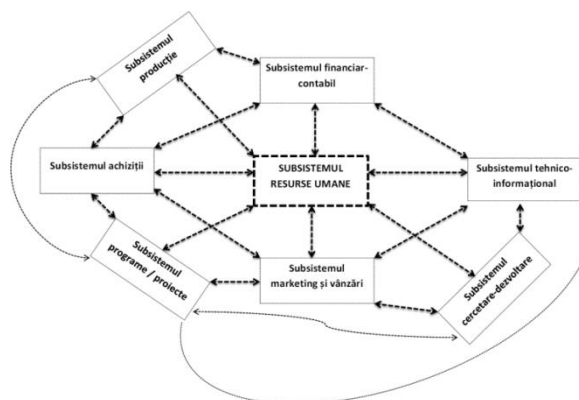 Subsistemul
producție
Subsistemul financiar-
contabil
Subsistemul achiziții
SUBSISTEMUL
RESURSE UMANE
Subsistemul tehnico-
informațional
Subsistemul
programe / proiecte
Subsistemul
marketing și vânzări
Subsistemul
cercetare-dezvoltare